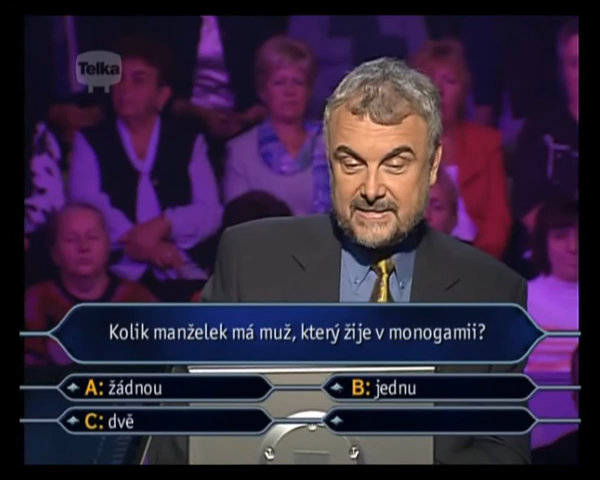 Telka
Kolik manželek má muž, který žije v monogamii?
A: žádnou
B: jednu
C: dvě